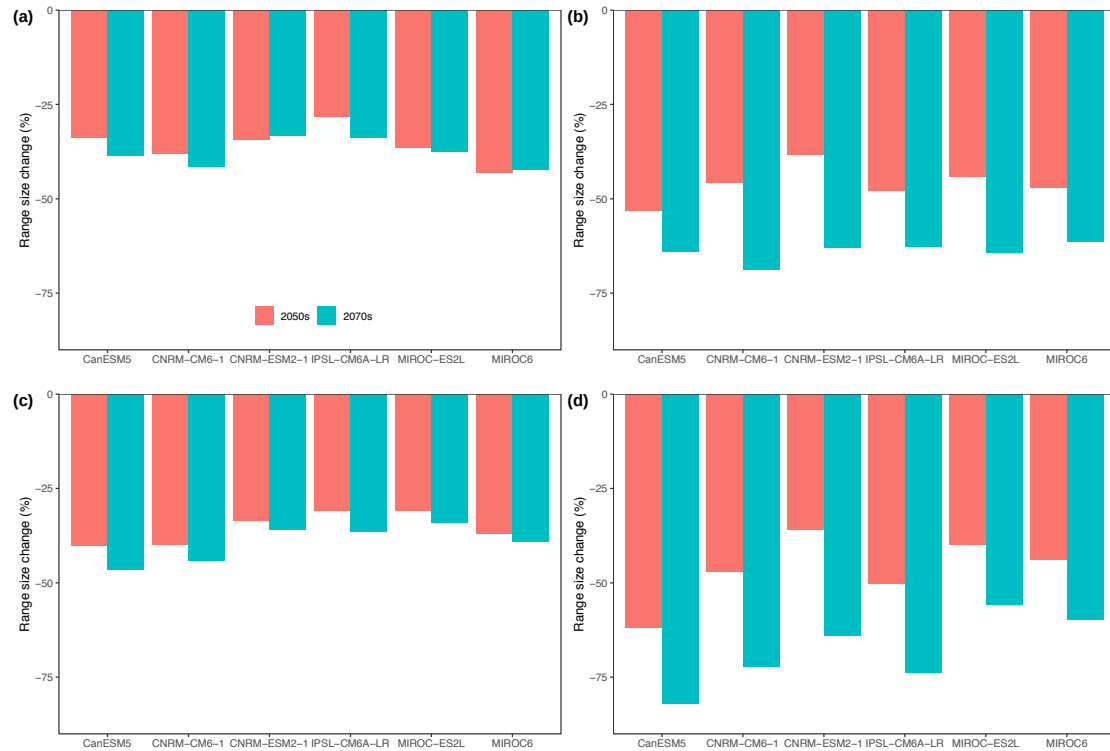 (a)
Range size change (%)
0
−25
−50
−75
2050s 2070s
CanESM5 CNRM−CM6−1 CNRM−ESM2−1 IPSL−CM6A−LR MIROC−ES2L MIROC6
(b)
Range size change (%)
0
−25
−50
−75
CanESM5 CNRM−CM6−1 CNRM−ESM2−1 IPSL−CM6A−LR MIROC−ES2L MIROC6
(c)
Range size change (%)
0
−25
−50
−75
CanESM5 CNRM−CM6−1 CNRM−ESM2−1 IPSL−CM6A−LR MIROC−ES2L MIROC6
(d)
Range size change (%)
0
−25
−50
−75
CanESM5 CNRM−CM6−1 CNRM−ESM2−1 IPSL−CM6A−LR MIROC−ES2L MIROC6